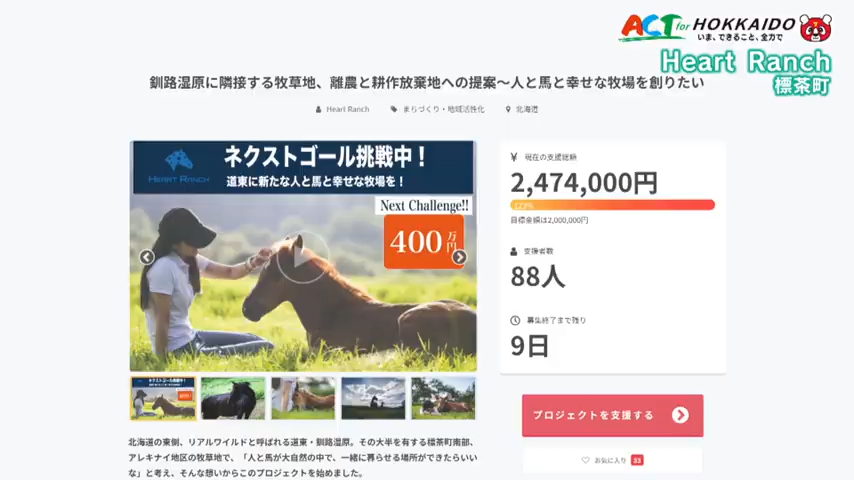 ACT for HOKKAIDO
いま、できること、全力で
Heart Ranch
標茶町
釧路湿原に隣接する牧草地、離農と耕作放棄地への提案〜人と馬と幸せな牧場を創りたい
Heart Ranch まちづくり・地域活性化 北海道
HEART RANCH
ネクストゴール挑戦中！
道東に新たな人と馬と幸せな牧場を！
Next Challenge!!
400万円
¥ 現在の支援総額
2,474,000円
123%
目標金額は2,000,000円
支援者数
88人
募集終了まで残り
9日
プロジェクトを支援する
お気に入り
北海道の東側、リアルワイルドと呼ばれる道東・釧路湿原。その大半を有する標茶町南部、
アレキナイ地区の牧草地で、「人と馬が大自然の中で、一緒に暮らせる場所ができたらいい
な」と考え、そんな想いからこのプロジェクトを始めました。